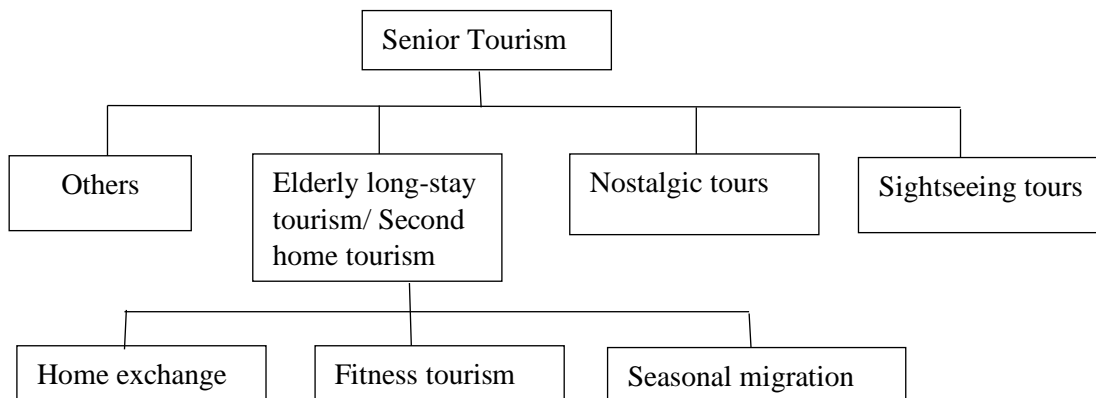 Senior Tourism
Others
Elderly long-stay
tourism/ Second
home tourism
Nostalgic tours
Sightseeing tours
Home exchange
Fitness tourism
Seasonal migration